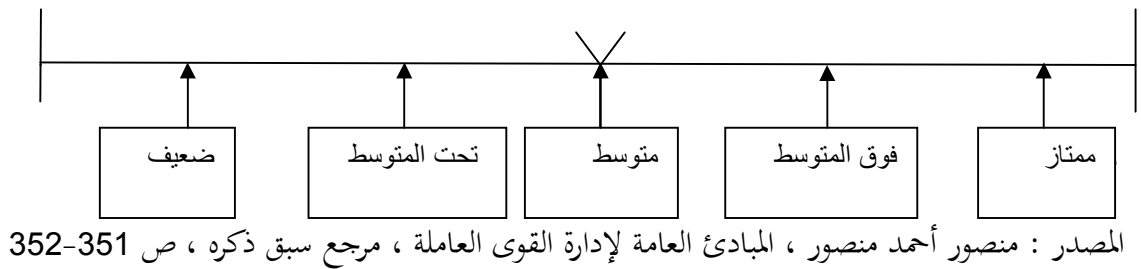 ممتاز
فوق المتوسط
متوسط
تحت المتوسط
ضعيف
المصدر : منصور أحمد منصور ، المبادئ العامة لإدارة القوى العاملة ، مرجع سبق ذكره ، ص 351-352